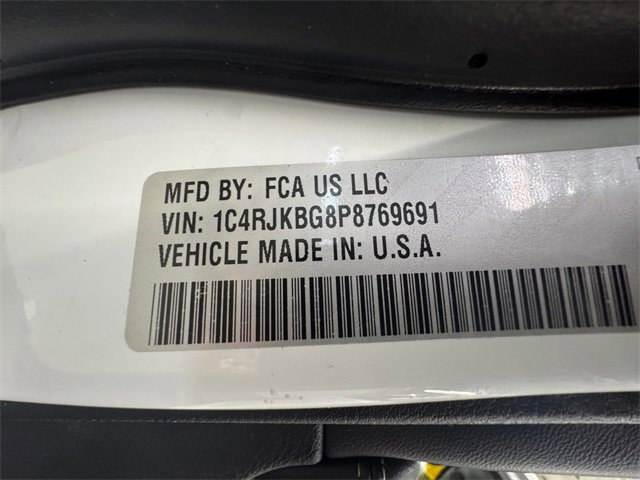 MFD BY: FCA US LLC
VIN: 1C4RJKBG8P8769691
VEHICLE MADE IN: U.S.A.